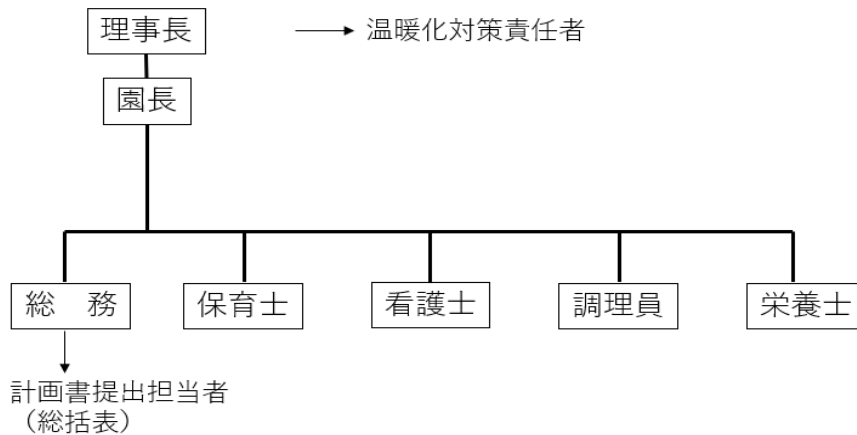 理事長
温暖化対策責任者
園長
総　務
保育士
看護士
調理員
栄養士
計画書提出担当者
（総括表）